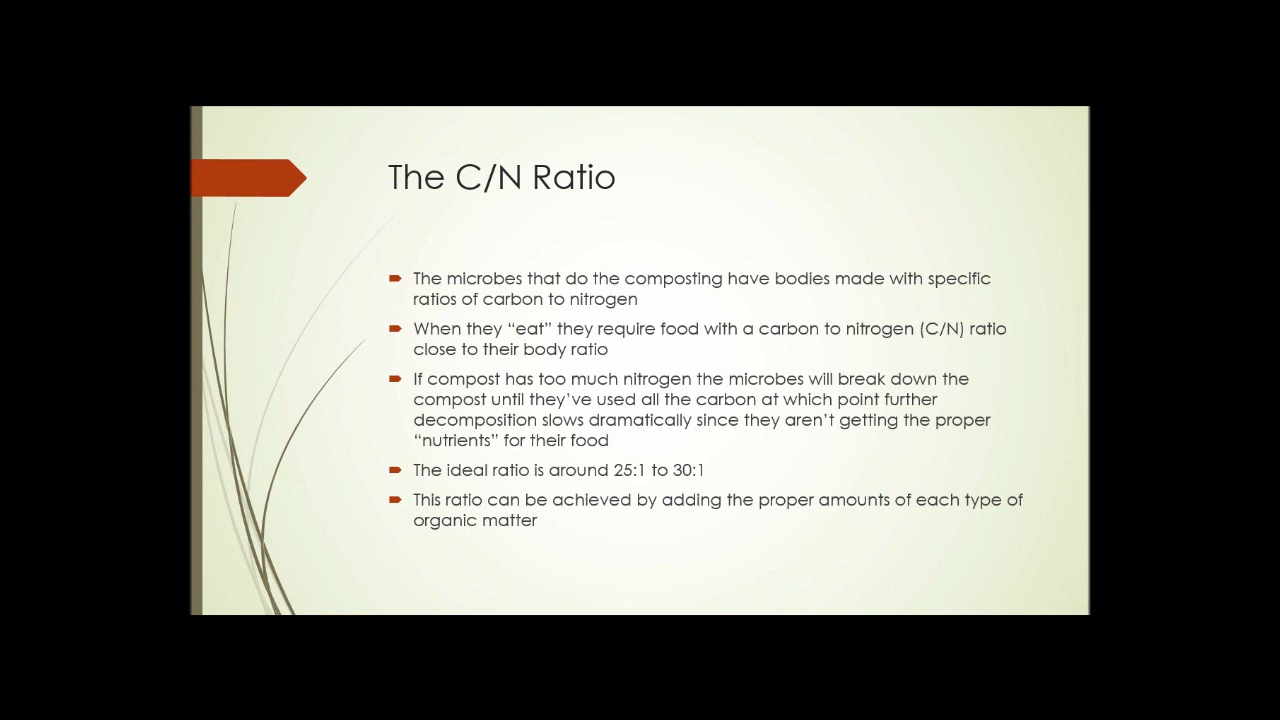 The C/N Ratio
The microbes that do the composting have bodies made with specific
ratios of carbon to nitrogen
When they “eat” they require food with a carbon to nitrogen (C/N) ratio
close to their body ratio
If compost has too much nitrogen the microbes will break down the
compost until they’ve used all the carbon at which point further
decomposition slows dramatically since they aren’t getting the proper
“nutrients” for their food
The ideal ratio is around 25:1 to 30:1
This ratio can be achieved by adding the proper amounts of each type of
organic matter